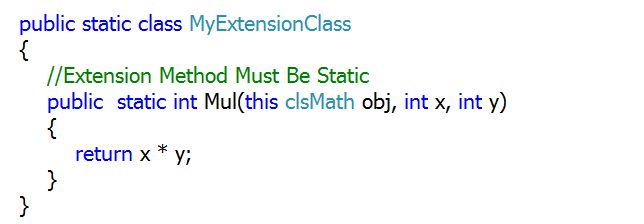 public static class MyExtensionClass
{
//Extension Method Must Be Static
public  static int Mul(this clsMath obj, int x, int y)
{
return x * y;
}
}